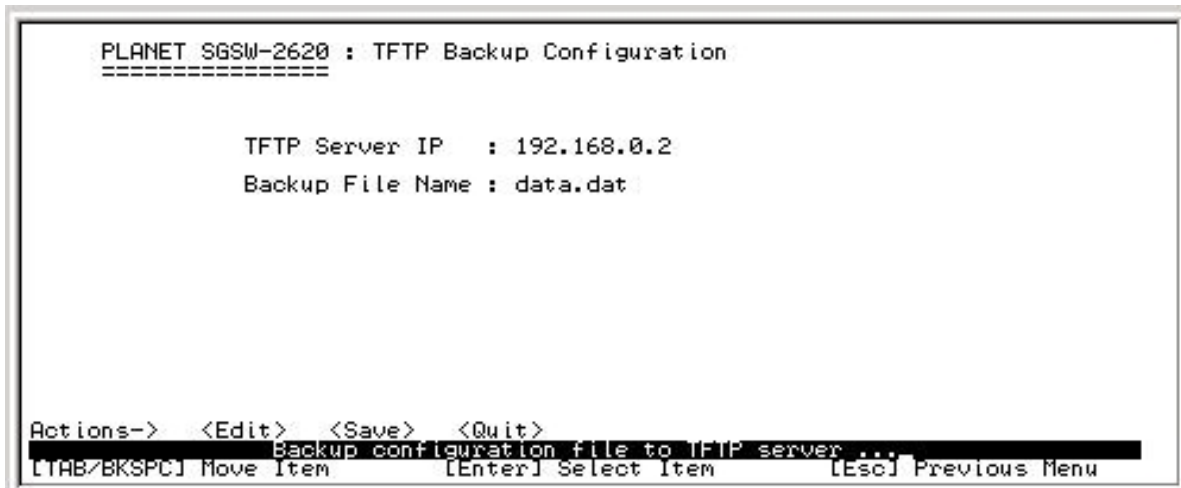 PLANET SGSW-2620 : TFTP Backup Configuration
================
TFTP Server IP : 192.168.0.2
Backup File Name : data.dat
Actions-> <Edit> <Save> <Quit>
Backup configuration file to TFTP server ..._
[TAB/BKSPC] Move Item [Enter] Select Item [Esc] Previous Menu